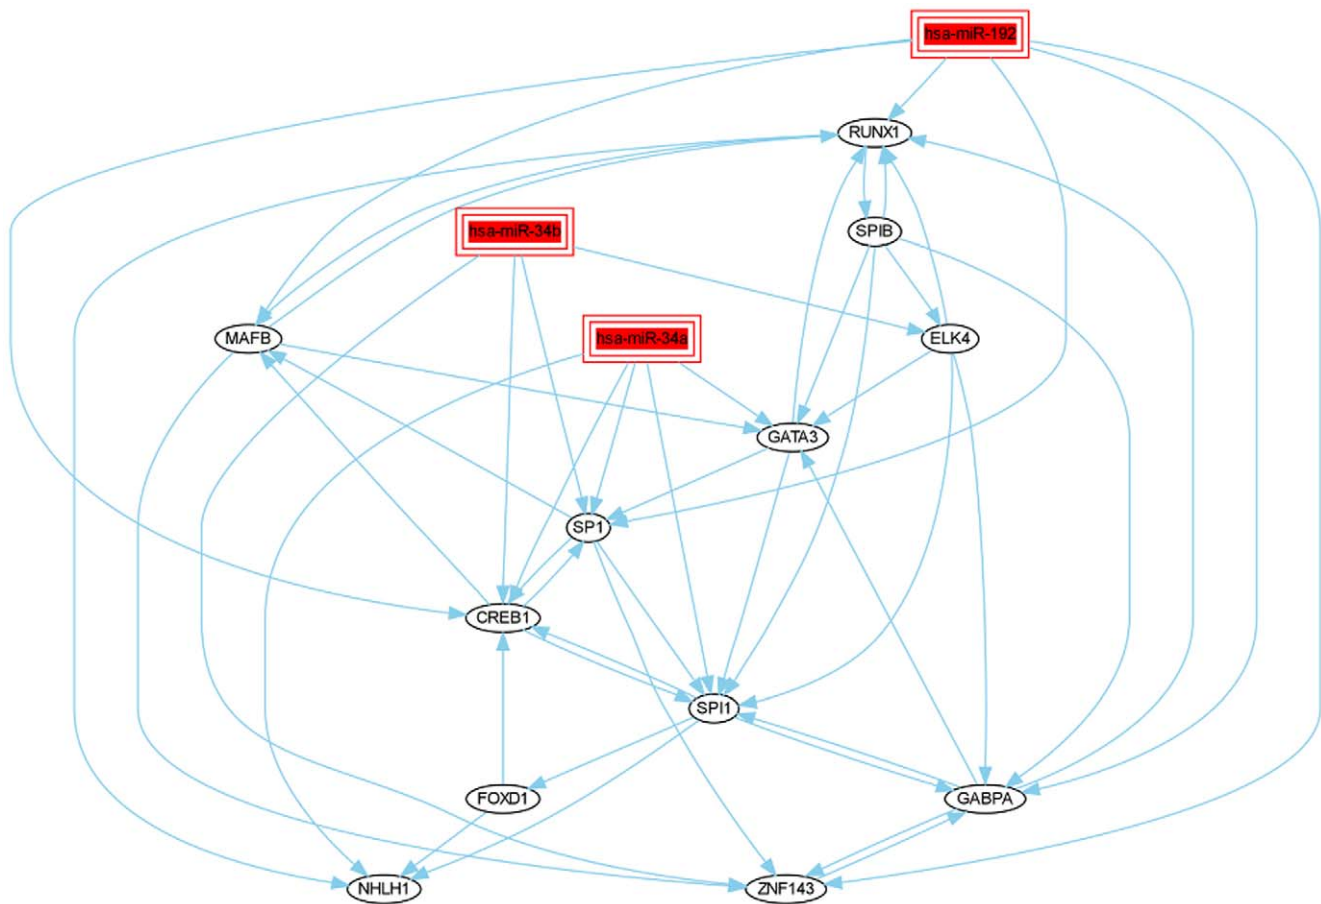 hsa-miR-192
RUNX1
hsa-miR-34b
SPIB
MAFB
hsa-miR-34a
ELK4
GATA3
SP1
CREB1
SPI1
FOXD1
GABPA
NHLH1
ZNF143